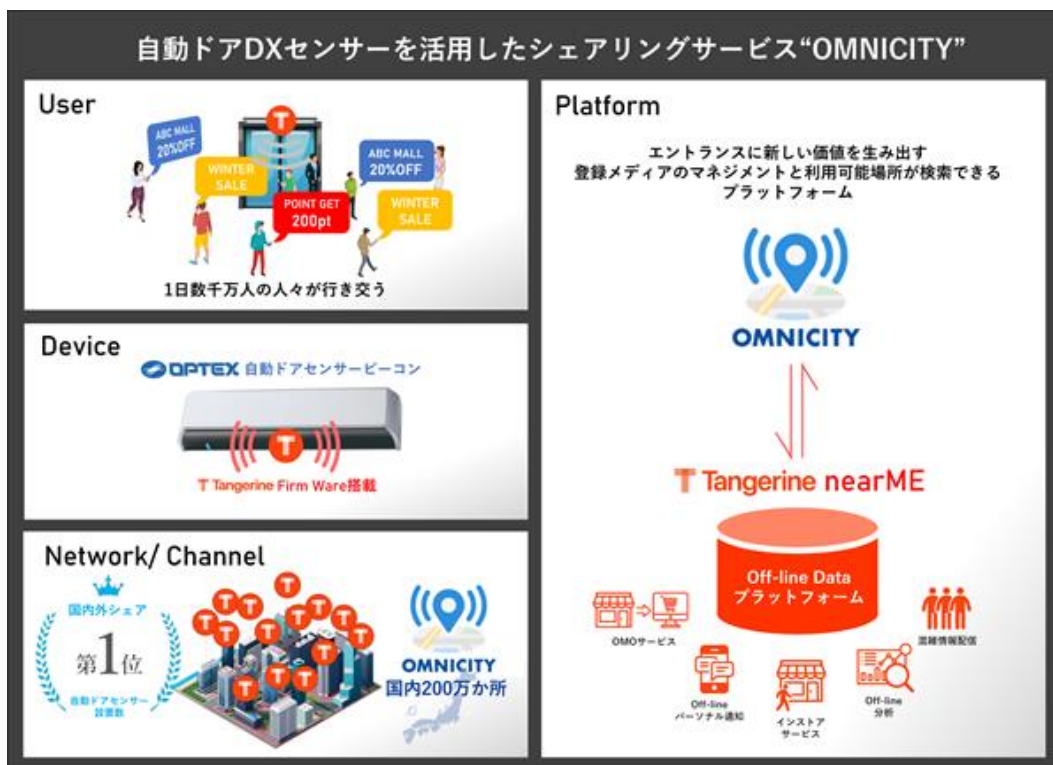 自動ドアDXセンサーを活用したシェアリングサービス“OMNICITY”
User
ABC MALL
20%OFF
WINTER
SALE
POINT GET
200pt
ABC MALL
20%OFF
WINTER
SALE
1日数千万人の人々が行き交う
Device
OPTEX 自動ドアセンサービーコン
T
T Tangerine Firm Ware搭載
Network/ Channel
国内外シェア
第1位
自動ドアセンサー
設置数
OMNICITY
国内200万か所
Platform
エントランスに新しい価値を生み出す
登録メディアのマネジメントと利用可能場所が検索できる
プラットフォーム
OMNICITY
T Tangerine nearME
Off-line Data
プラットフォーム
OMOサービス
Off-line
パーソナル通知
インストア
サービス
Off-line
分析
混雑情報配信